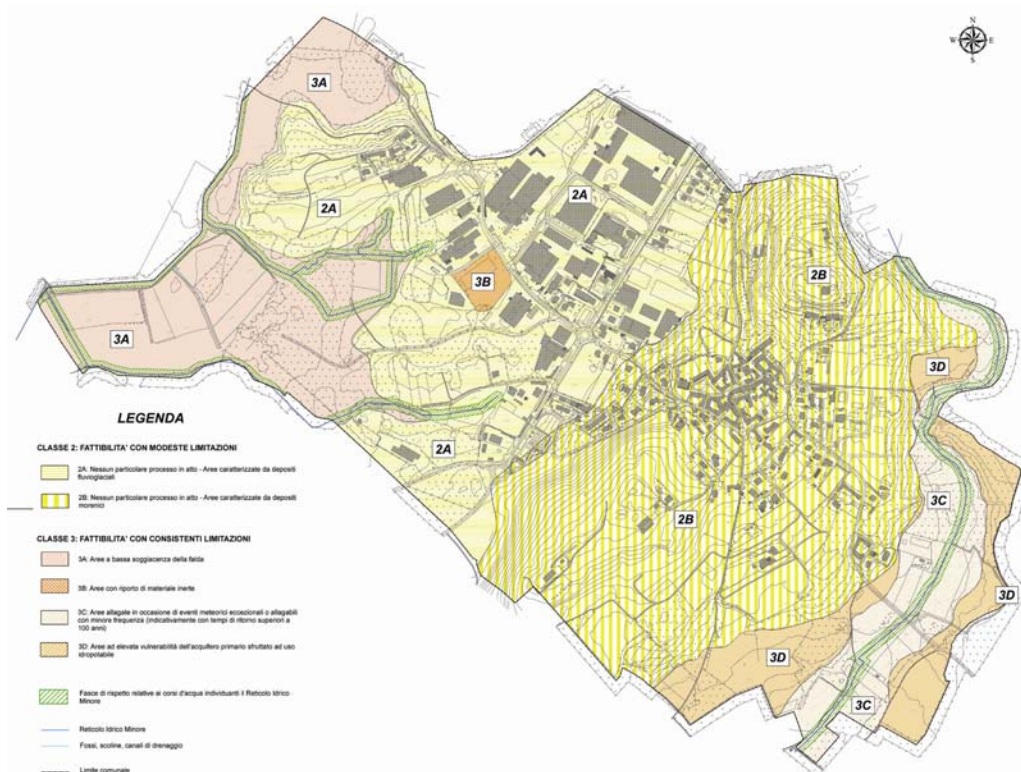 N
W E
S
3A
2A
2A
2B
3B
3A
3D
2A
3C
2B
3D
3D
3C
LEGENDA
CLASSE 2: FATTIBILITA' CON MODESTE LIMITAZIONI
2A: Nessun particolare processo in atto - Aree caratterizzate da depositi
fluvioglaciali
2B: Nessun particolare processo in atto - Aree caratterizzate da depositi
morenici
CLASSE 3: FATTIBILITA' CON CONSISTENTI LIMITAZIONI
3A: Aree a bassa soggiacenza della falda
3B: Aree con riporto di materiale inerte
3C: Aree allagate in occasione di eventi meteorici eccezionali o allagabili
con minore frequenza (indicativamente con tempi di ritorno superiori a
100 anni)
3D: Aree ad elevata vulnerabilità dell'acquifero primario sfruttato ad uso
idropotabile
Fasce di rispetto relative ai corsi d'acqua individuanti il Reticolo Idrico
Minore
Reticolo Idrico Minore
Fossi, scoline, canali di drenaggio
Limite comunale